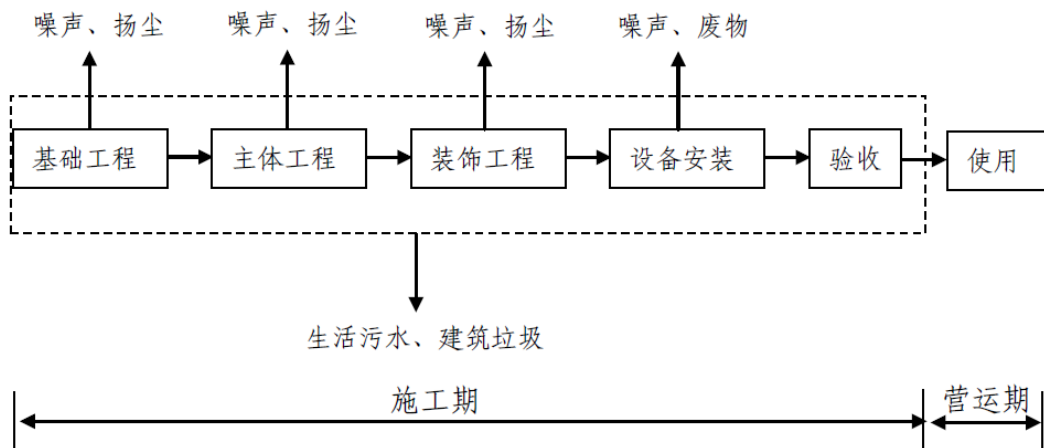 噪声、扬尘
噪声、扬尘
噪声、扬尘
噪声、废物
基础工程
主体工程
装饰工程
设备安装
验收
使用
生活污水、建筑垃圾
施工期
营运期